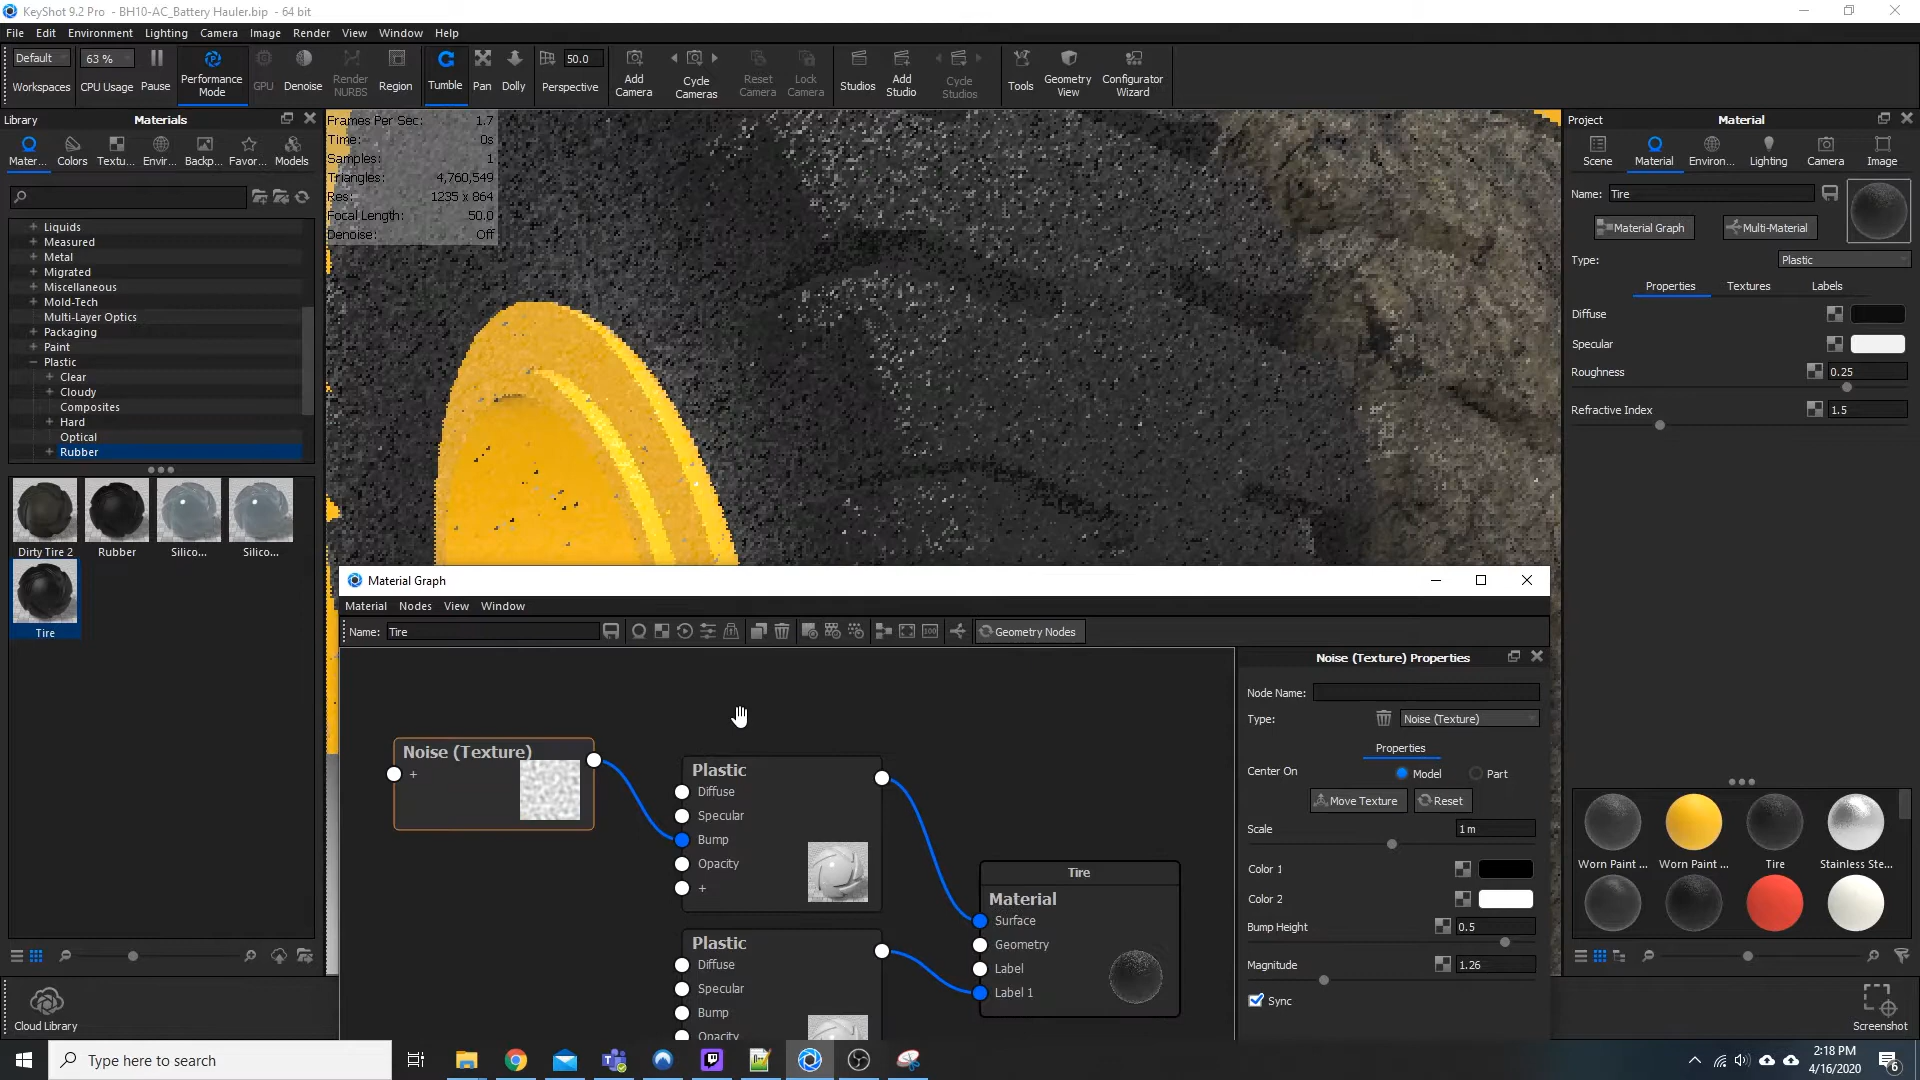 KeyShot 9.2 Pro - BH10-AC_Battery Hauler.bip - 64 bit
File Edit Environment Lighting Camera Image Render View Window Help
Default 63 % 50.0
Workspaces CPU Usage Pause Performance Mode GPU Denoise Render NURBS Region Tumble Pan Dolly Perspective Add Camera Cycle Cameras Reset Camera Lock Camera Studios Add Studio Cycle Studios Tools Geometry View Configurator Wizard
Library Materials
Mater... Colors Textu... Envir... Backp... Favor... Models
Liquids
Measured
Metal
Migrated
Miscellaneous
Mold-Tech
Multi-Layer Optics
Packaging
Paint
Plastic
Clear
Cloudy
Composites
Hard
Optical
Rubber
Dirty Tire 2 Rubber Silico... Silico...
Tire
Cloud Library
Frames Per Sec: 1.7
Time: 0s
Samples: 1
Triangles: 4,760,549
Res: 1235 x 864
Focal Length: 50.0
Denoise: Off
Project Material
Scene Material Environ... Lighting Camera Image
Name: Tire
Material Graph Multi-Material
Type: Plastic
Properties Textures Labels
Diffuse
Specular
Roughness 0.25
Refractive Index 1.5
Worn Paint ... Worn Paint ... Tire Stainless Ste...
Screenshot
Material Graph
Material Nodes View Window
Name: Tire 100 Geometry Nodes
Noise (Texture)
+
Plastic
Diffuse
Specular
Bump
Opacity
+
Plastic
Diffuse
Specular
Bump
Opacity
Tire
Material
Surface
Geometry
Label
Label 1
Noise (Texture) Properties
Node Name:
Type: Noise (Texture)
Properties
Center On Model Part
Move Texture Reset
Scale 1 m
Color 1
Color 2
Bump Height 0.5
Magnitude 1.26
Sync
Type here to search
2:18 PM
4/16/2020
6